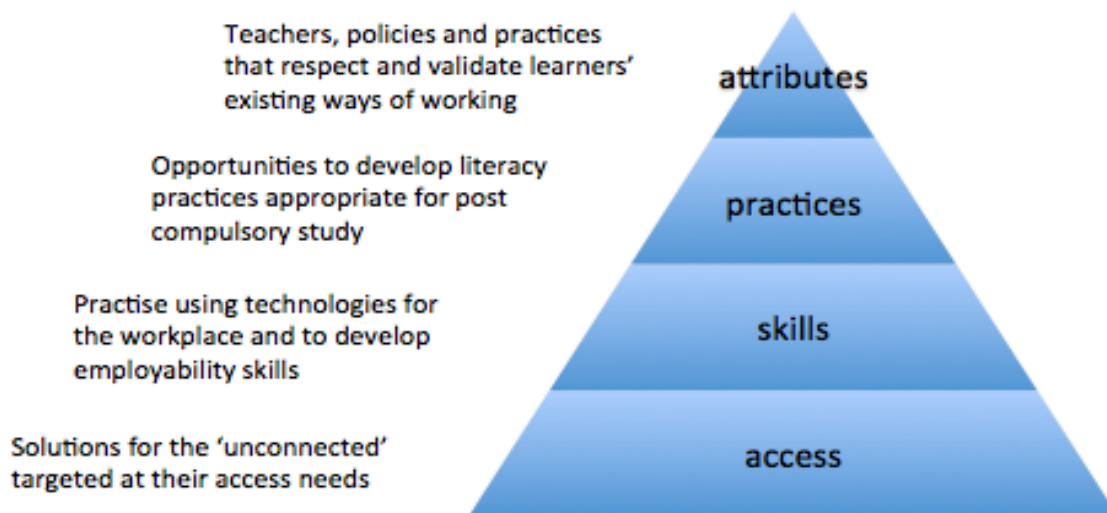 Teachers, policies and practices
that respect and validate learners’
existing ways of working
attributes
Opportunities to develop literacy
practices appropriate for post
compulsory study
practices
Practise using technologies for
the workplace and to develop
employability skills
skills
Solutions for the ‘unconnected’
targeted at their access needs
access